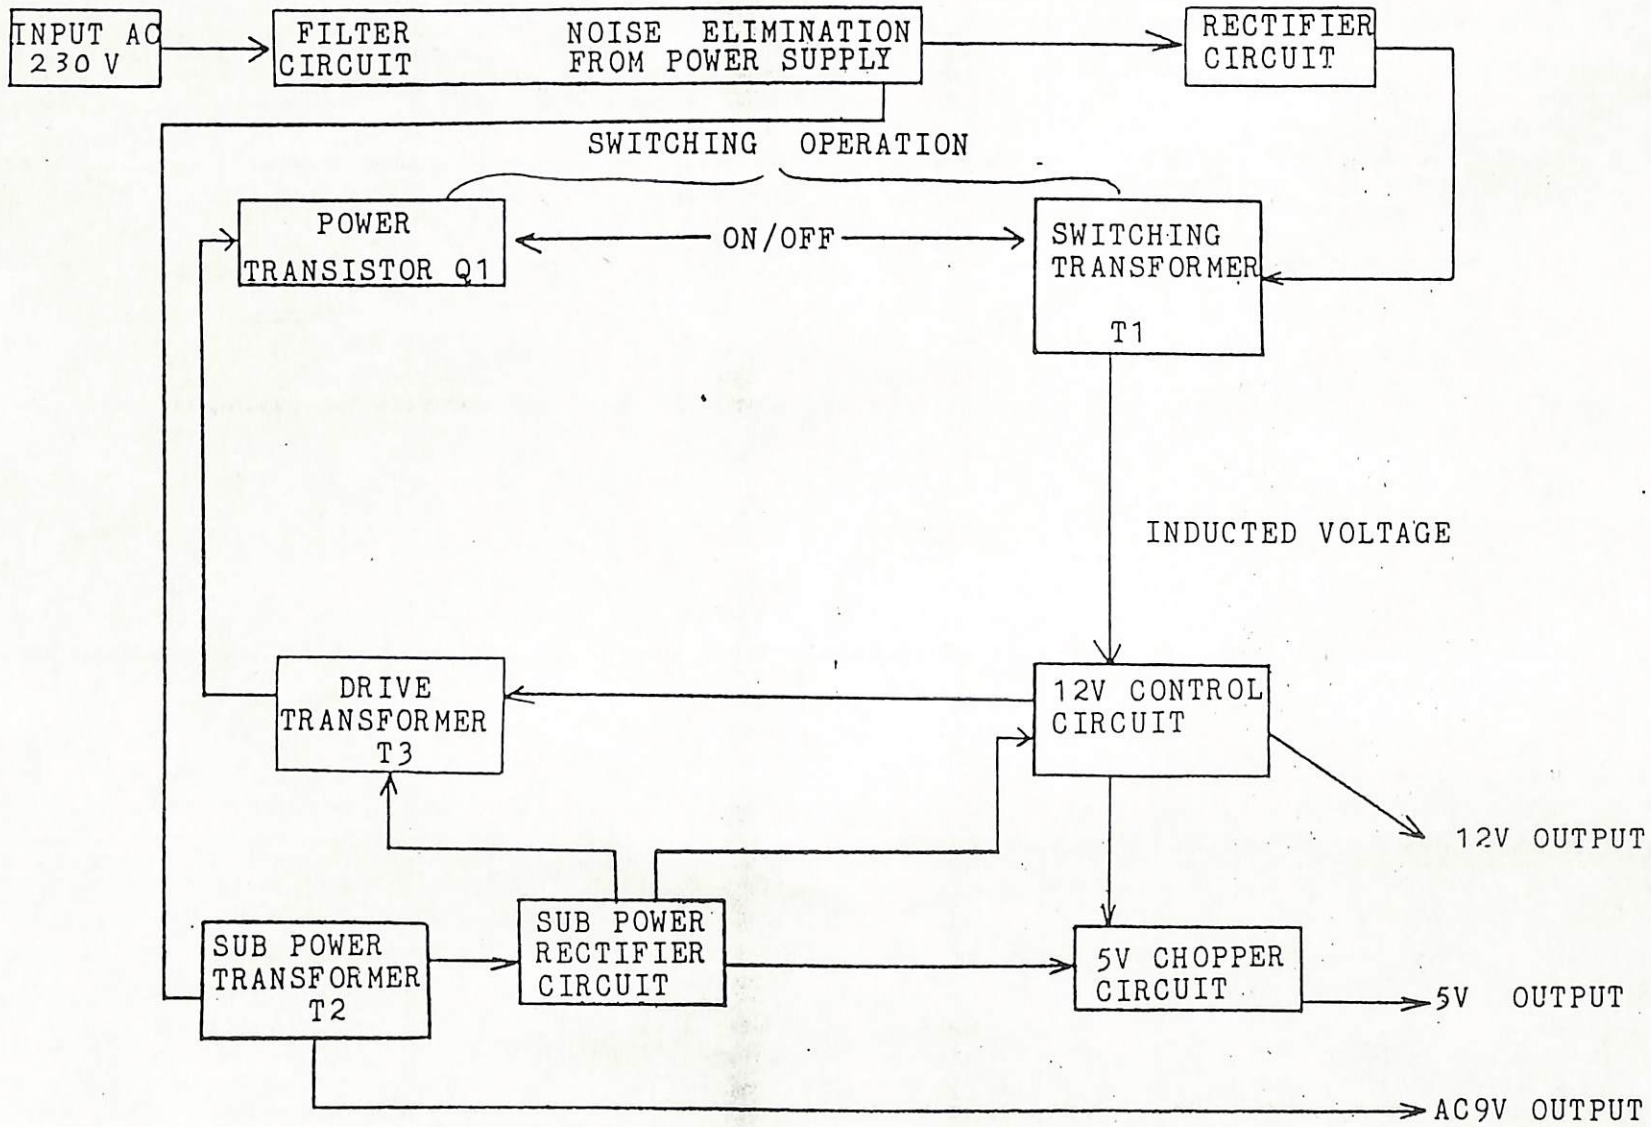 INPUT AC
230 V
FILTER
CIRCUIT
NOISE ELIMINATION
FROM POWER SUPPLY
RECTIFIER
CIRCUIT
SWITCHING OPERATION
POWER
TRANSISTOR Q1
ON/OFF
SWITCHING
TRANSFORMER
T1
INDUCTED VOLTAGE
DRIVE
TRANSFORMER
T3
12V CONTROL
CIRCUIT
12V OUTPUT
SUB POWER
TRANSFORMER
T2
SUB POWER
RECTIFIER
CIRCUIT
5V CHOPPER
CIRCUIT
5V OUTPUT
AC9V OUTPUT